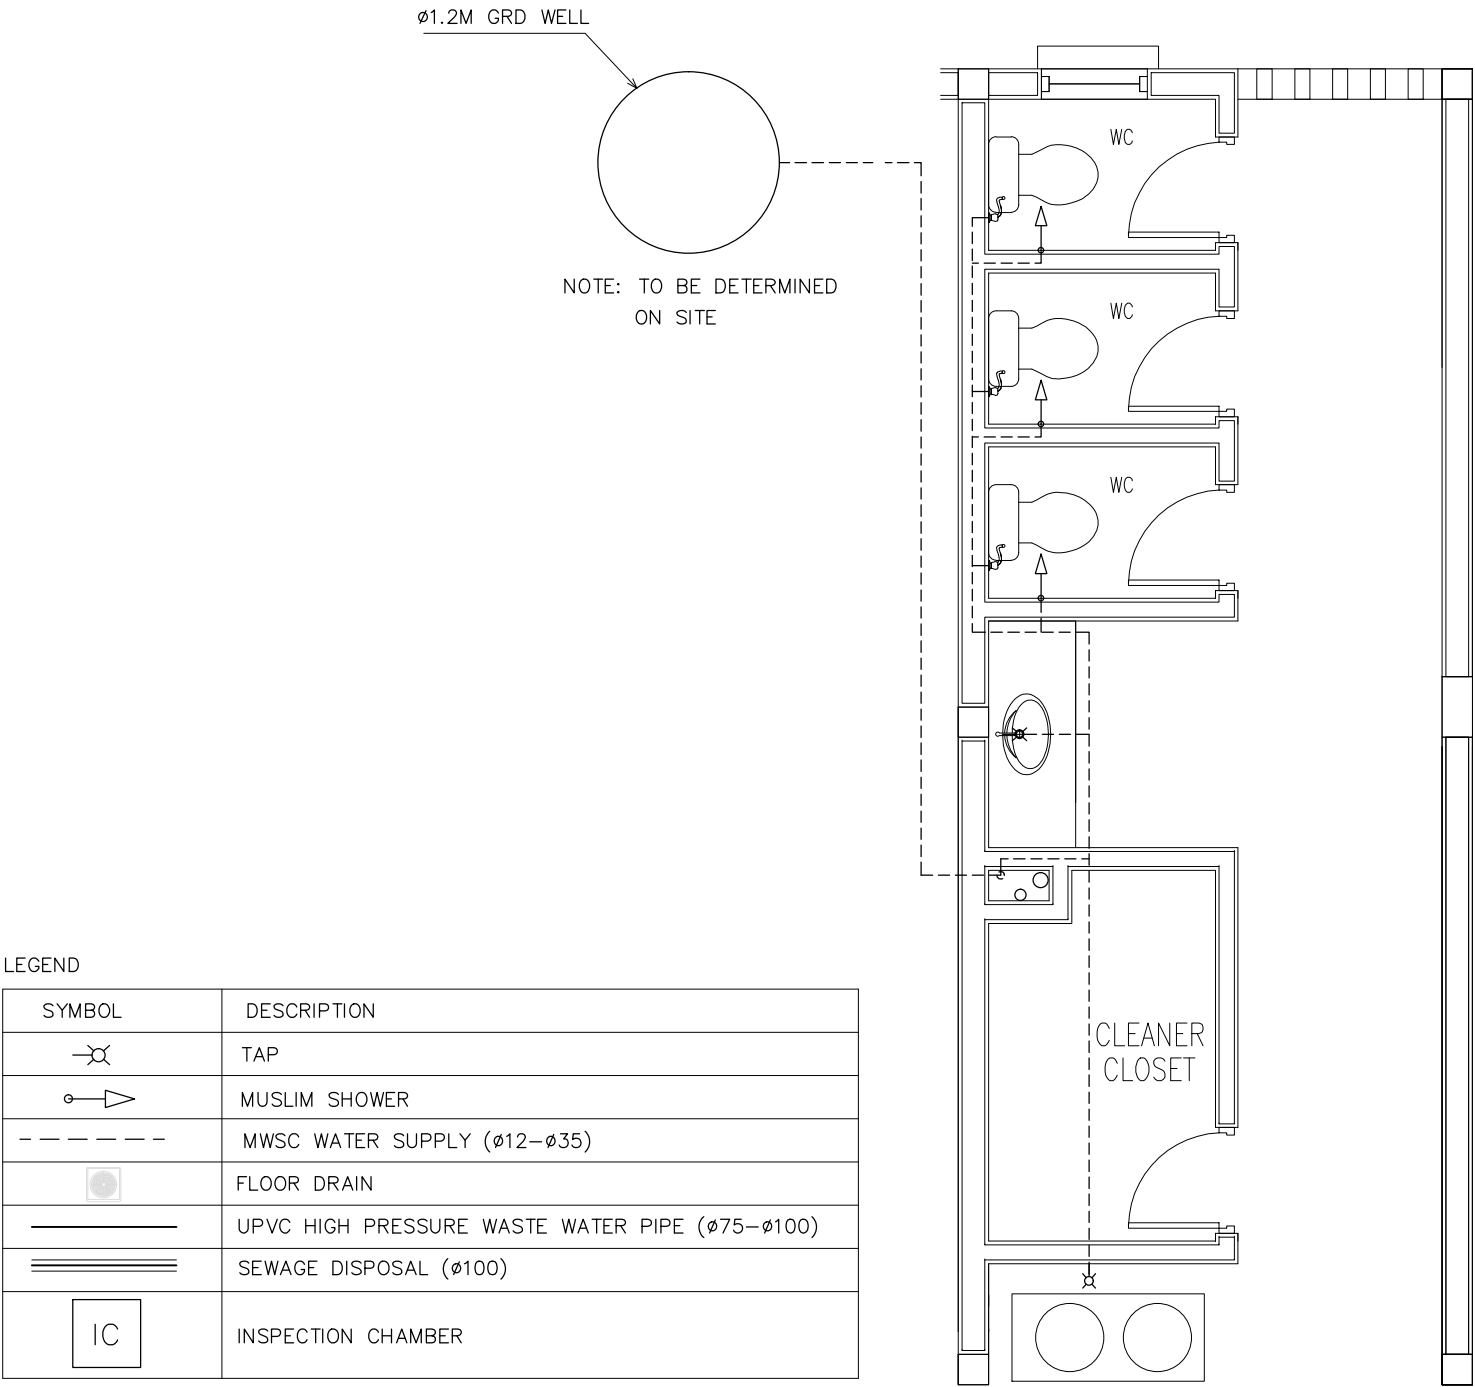 ø1.2M GRD WELL
NOTE: TO BE DETERMINED
ON SITE
WC
WC
WC
CLEANER
CLOSET
LEGEND
SYMBOL DESCRIPTION
TAP
MUSLIM SHOWER
MWSC WATER SUPPLY (ø12–ø35)
FLOOR DRAIN
UPVC HIGH PRESSURE WASTE WATER PIPE (ø75–ø100)
SEWAGE DISPOSAL (ø100)
IC INSPECTION CHAMBER